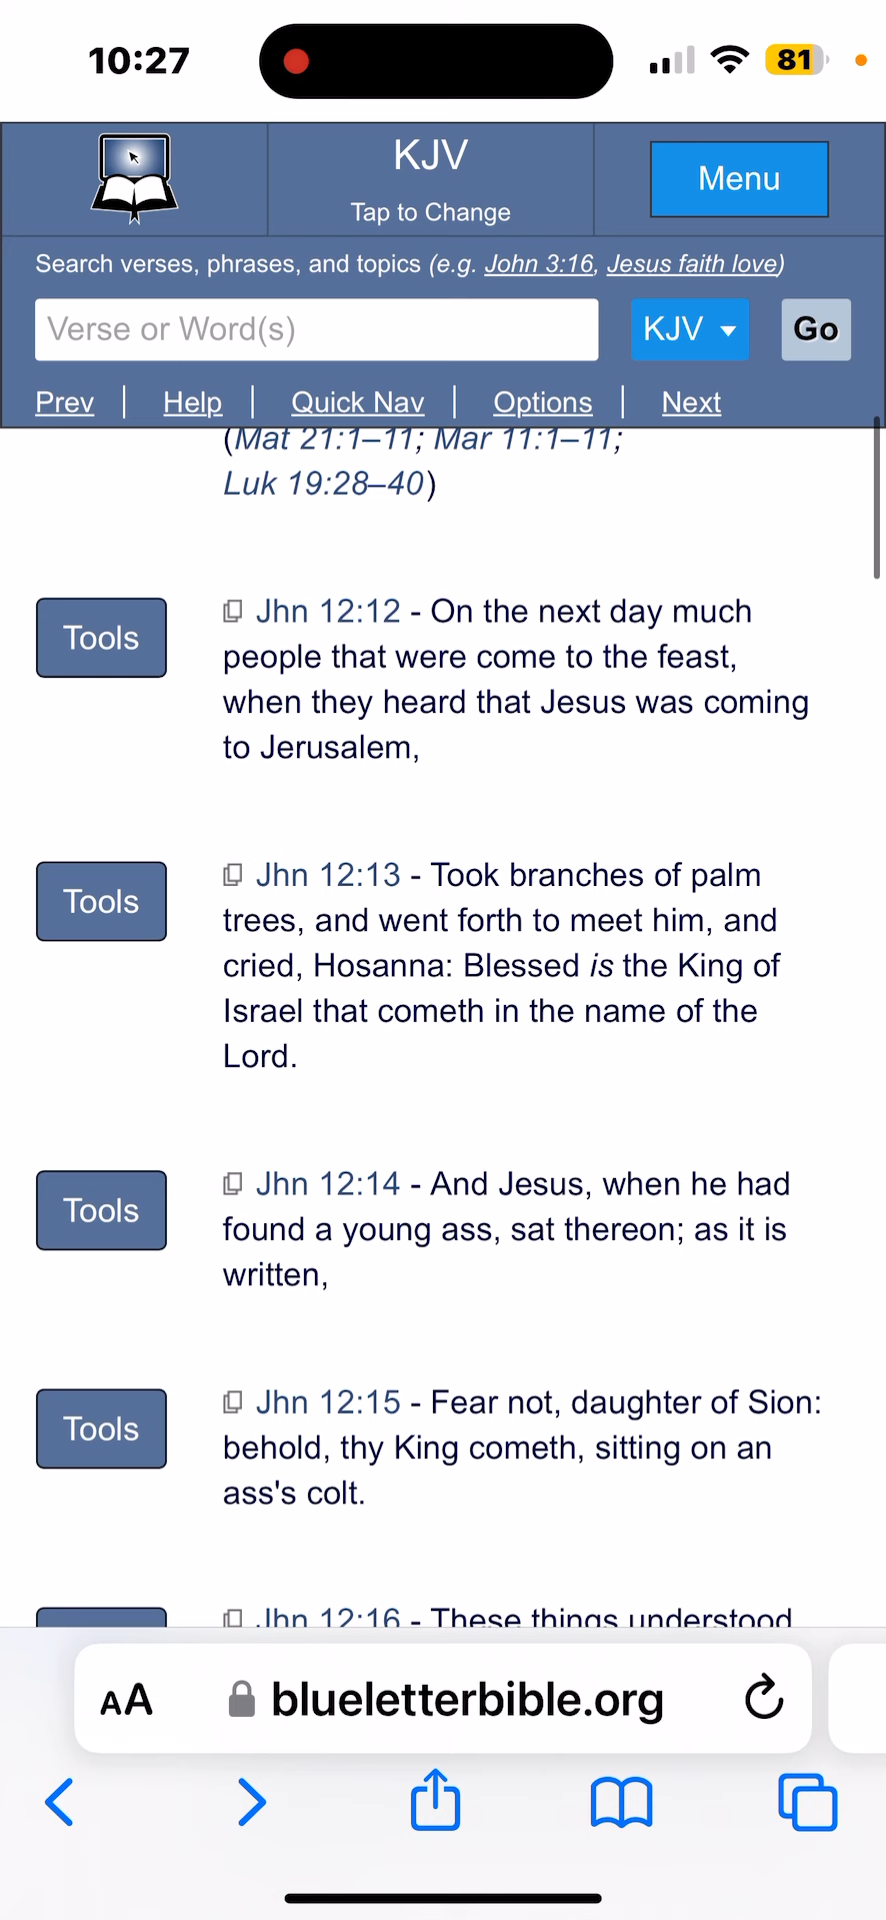 10:27
81
KJV
Tap to Change
Menu
Search verses, phrases, and topics (e.g. John 3:16, Jesus faith love)
Verse or Word(s)
KJV
Go
Prev | Help | Quick Nav | Options | Next
(Mat 21:1–11; Mar 11:1–11;
Luk 19:28–40)
Tools
Jhn 12:12 - On the next day much
people that were come to the feast,
when they heard that Jesus was coming
to Jerusalem,
Tools
Jhn 12:13 - Took branches of palm
trees, and went forth to meet him, and
cried, Hosanna: Blessed is the King of
Israel that cometh in the name of the
Lord.
Tools
Jhn 12:14 - And Jesus, when he had
found a young ass, sat thereon; as it is
written,
Tools
Jhn 12:15 - Fear not, daughter of Sion:
behold, thy King cometh, sitting on an
ass's colt.
Jhn 12:16 - These things understood
AA
blueletterbible.org